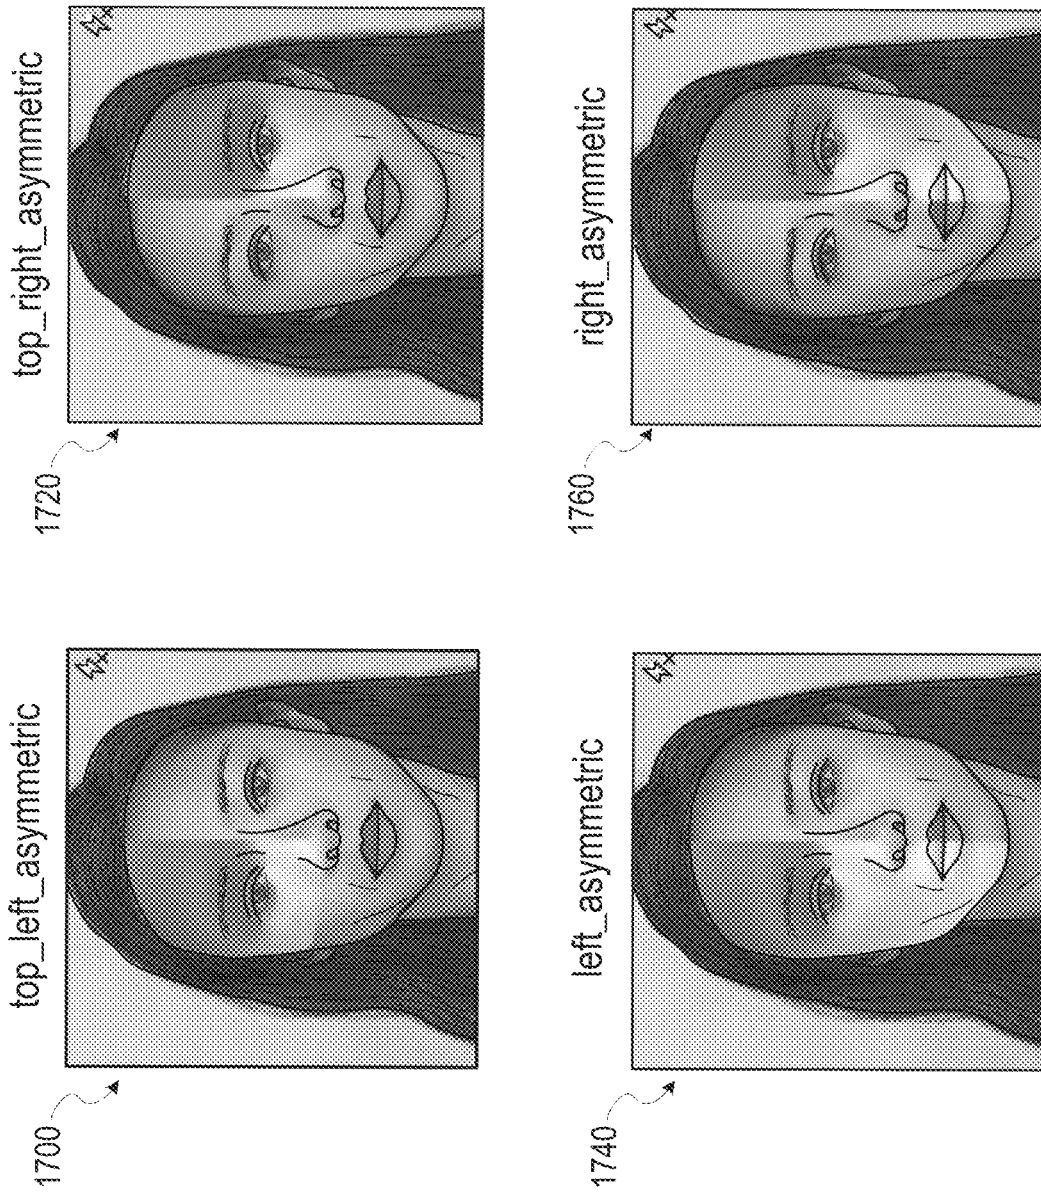 1700
top_left_asymmetric
1720
top_right_asymmetric
1740
left_asymmetric
1760
right_asymmetric